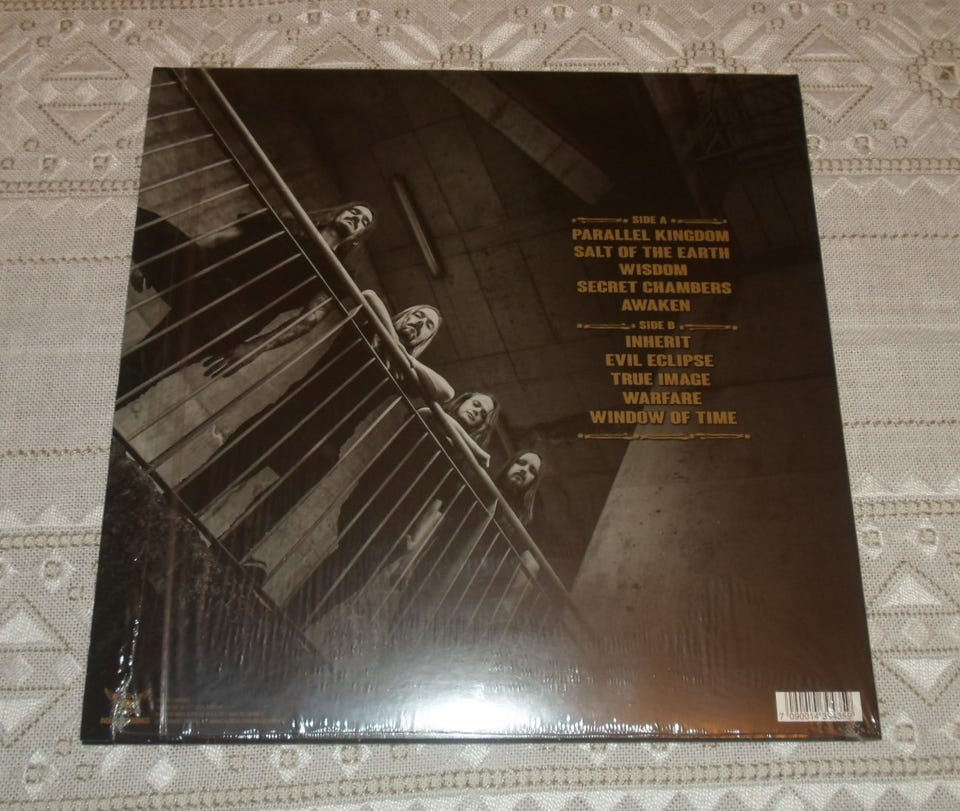 SIDE A
PARALLEL KINGDOM
SALT OF THE EARTH
WISDOM
SECRET CHAMBERS
AWAKEN
SIDE B
INHERIT
EVIL ECLIPSE
TRUE IMAGE
WARFARE
WINDOW OF TIME